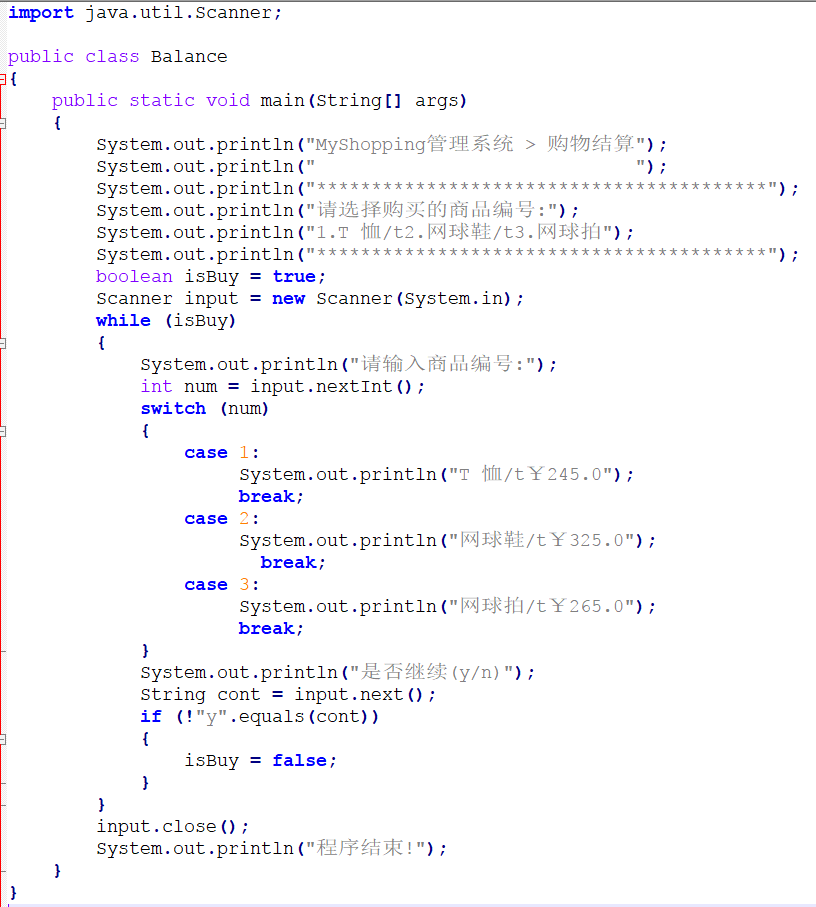 import java.util.Scanner;
public class Balance
{
    public static void main(String[] args)
    {
        System.out.println("MyShopping管理系统 > 购物结算");
        System.out.println("                             ");
        System.out.println("*****************************************");
        System.out.println("请选择购买的商品编号:");
        System.out.println("1.T 恤/t2.网球鞋/t3.网球拍");
        System.out.println("*****************************************");
        boolean isBuy = true;
        Scanner input = new Scanner(System.in);
        while (isBuy)
        {
            System.out.println("请输入商品编号:");
            int num = input.nextInt();
            switch (num)
            {
                case 1:
                     System.out.println("T 恤/t￥245.0");
                     break;
                case 2:
                     System.out.println("网球鞋/t￥325.0");
                       break;
                case 3:
                     System.out.println("网球拍/t￥265.0");
                     break;
            }
            System.out.println("是否继续(y/n)");
            String cont = input.next();
            if (!"y".equals(cont))
            {
                isBuy = false;
            }
        }
        input.close();
        System.out.println("程序结束!");
    }
}